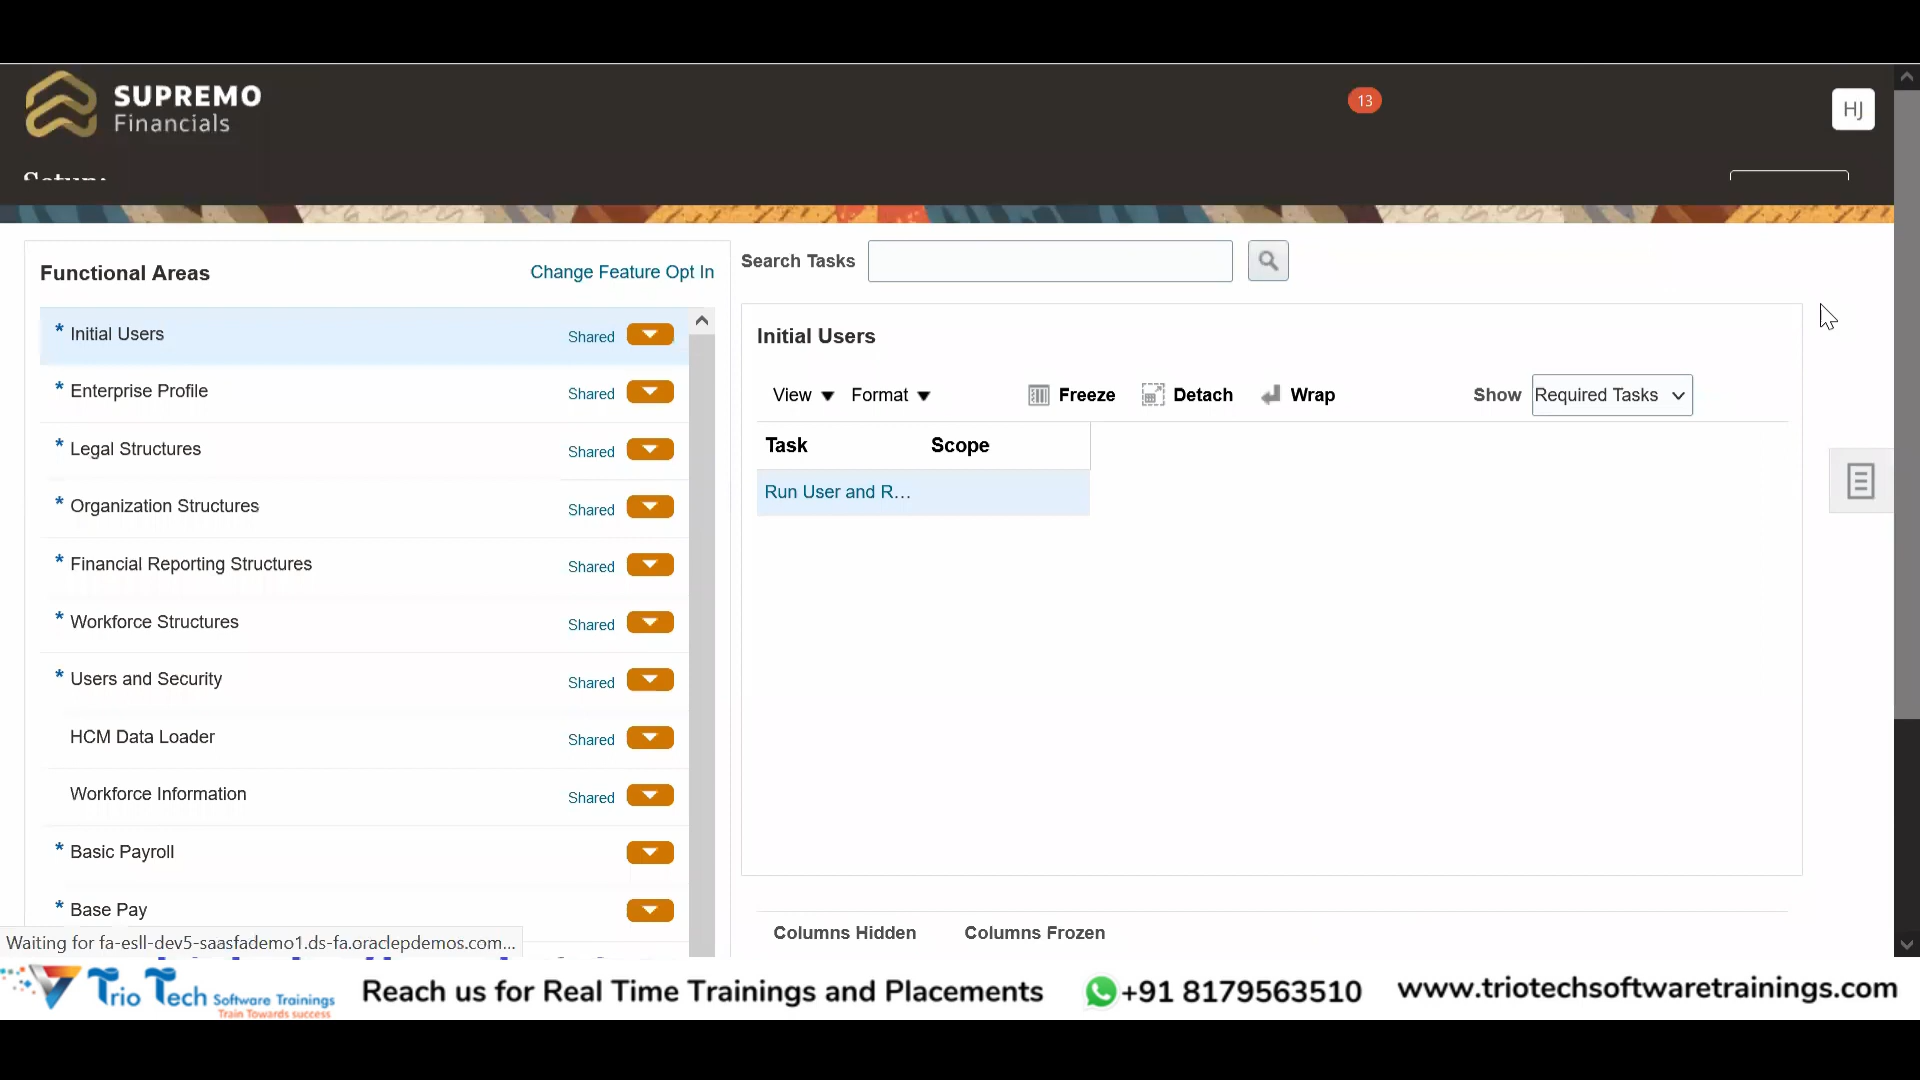 SUPREMO
Financials
13
HJ
Setup:
Functional Areas
Change Feature Opt In
* Initial Users Shared
* Enterprise Profile Shared
* Legal Structures Shared
* Organization Structures Shared
* Financial Reporting Structures Shared
* Workforce Structures Shared
* Users and Security Shared
HCM Data Loader Shared
Workforce Information Shared
* Basic Payroll
* Base Pay
Search Tasks
Initial Users
View Format Freeze Detach Wrap Show Required Tasks
Task Scope
Run User and R...
Columns Hidden Columns Frozen
Waiting for fa-esll-dev5-saasfademo1.ds-fa.oraclepdemos.com...
Trio Tech Software Trainings
Train Towards success
Reach us for Real Time Trainings and Placements
+91 8179563510
www.triotechsoftwaretrainings.com